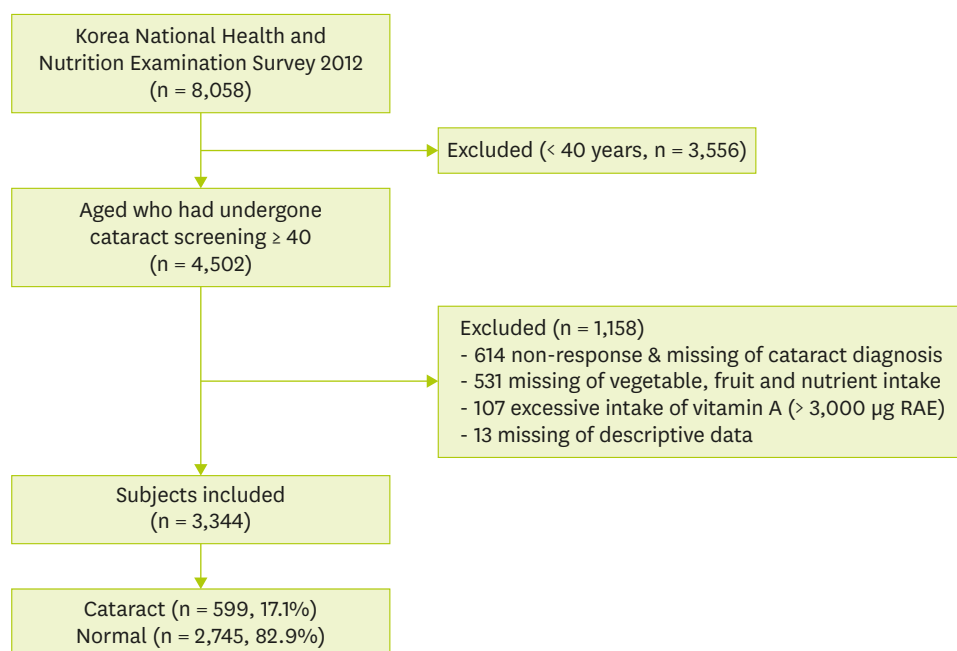 Korea National Health and
Nutrition Examination Survey 2012
(n = 8,058)
Excluded (< 40 years, n = 3,556)
Aged who had undergone
cataract screening ≥ 40
(n = 4,502)
Excluded (n = 1,158)
- 614 non-response & missing of cataract diagnosis
- 531 missing of vegetable, fruit and nutrient intake
- 107 excessive intake of vitamin A (> 3,000 µg RAE)
- 13 missing of descriptive data
Subjects included
(n = 3,344)
Cataract (n = 599, 17.1%)
Normal (n = 2,745, 82.9%)